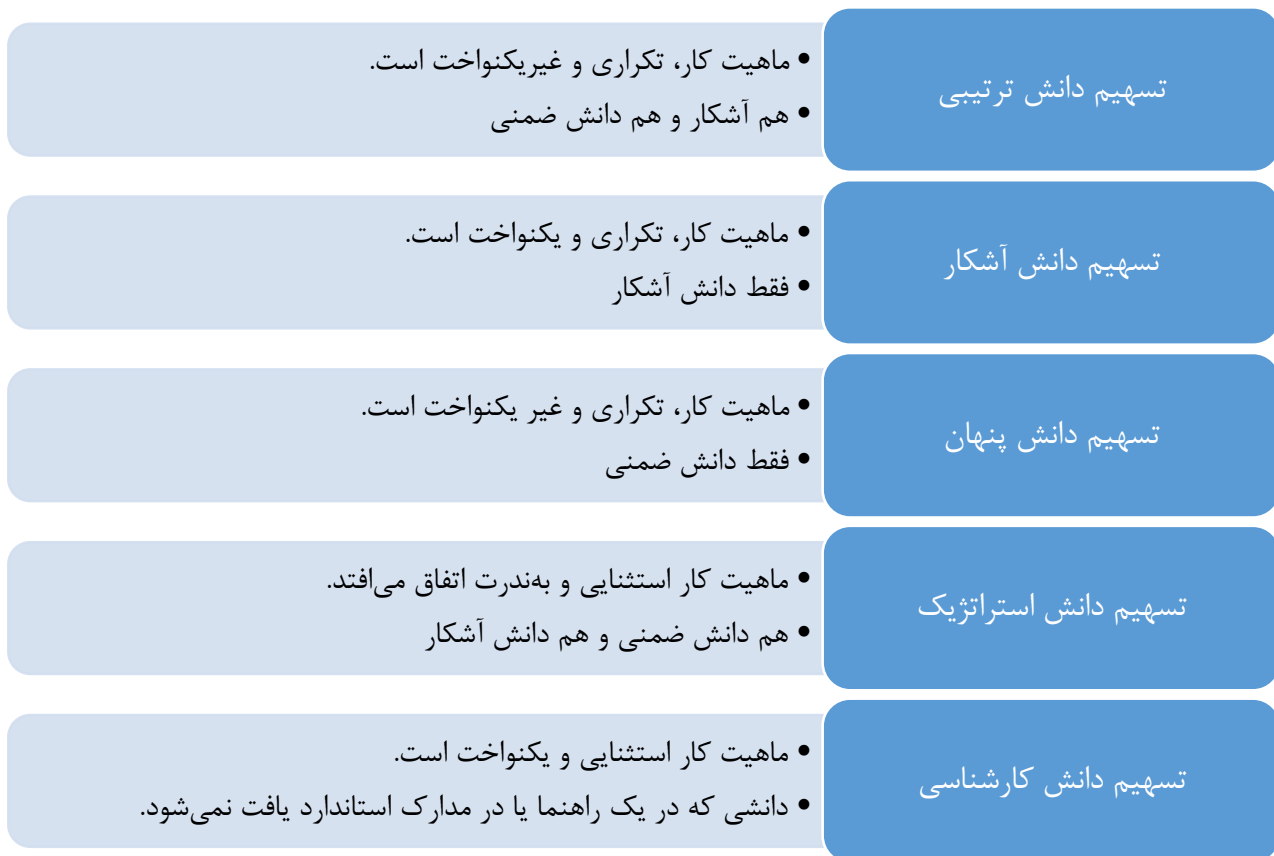 تسهیم دانش ترتیبی
• ماهیت کار، تکراری و غیریکنواخت است.
• هم آشکار و هم دانش ضمنی
تسهیم دانش آشکار
• ماهیت کار، تکراری و یکنواخت است.
• فقط دانش آشکار
تسهیم دانش پنهان
• ماهیت کار، تکراری و غیر یکنواخت است.
• فقط دانش ضمنی
تسهیم دانش استراتژیک
• ماهیت کار استثنایی و به‌ندرت اتفاق می‌افتد.
• هم دانش ضمنی و هم دانش آشکار
تسهیم دانش کارشناسی
• ماهیت کار استثنایی و یکنواخت است.
• دانشی که در یک راهنما یا در مدارک استاندارد یافت نمی‌شود.